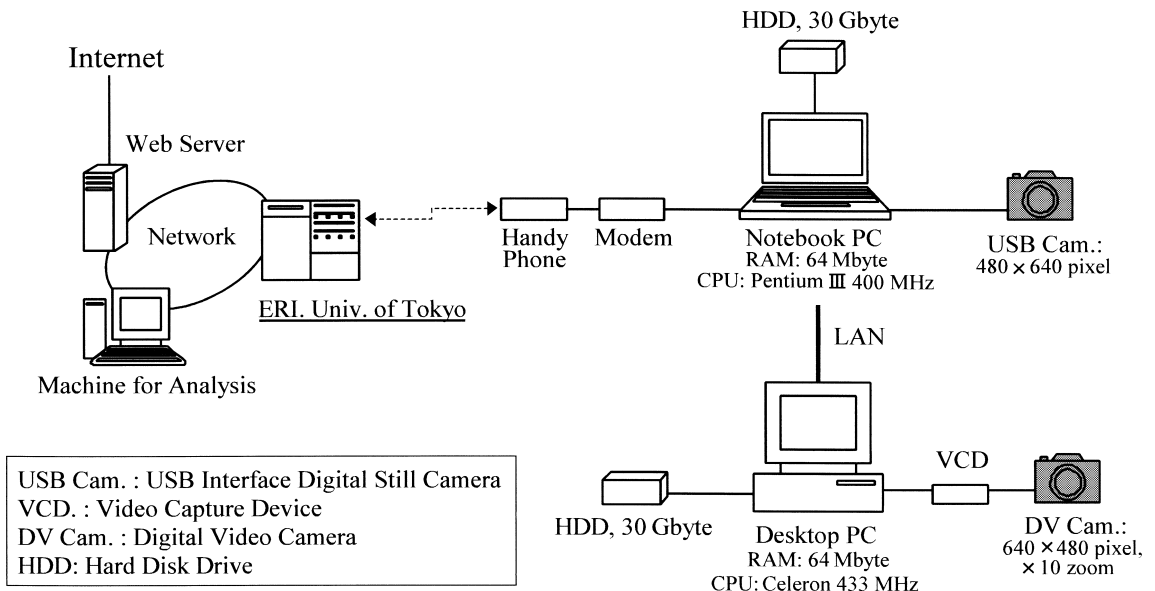 HDD, 30 Gbyte
Internet
Web Server
Network
Handy
Phone
Modem
Notebook PC
RAM: 64 Mbyte
CPU: Pentium III 400 MHz
USB Cam.:
480 × 640 pixel
ERI. Univ. of Tokyo
LAN
Machine for Analysis
USB Cam. : USB Interface Digital Still Camera
VCD. : Video Capture Device
DV Cam. : Digital Video Camera
HDD: Hard Disk Drive
HDD, 30 Gbyte
VCD
Desktop PC
RAM: 64 Mbyte
CPU: Celeron 433 MHz
DV Cam.:
640 × 480 pixel,
× 10 zoom